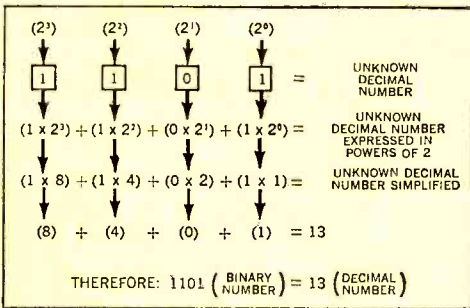 (2³) (2²) (2¹) (2⁰)
1 1 0 1 = UNKNOWN DECIMAL NUMBER
(1 x 2³) + (1 x 2²) + (0 x 2¹) + (1 x 2⁰) = UNKNOWN DECIMAL NUMBER EXPRESSED IN POWERS OF 2
(1 x 8) + (1 x 4) + (0 x 2) + (1 x 1) = UNKNOWN DECIMAL NUMBER SIMPLIFIED
(8) + (4) + (0) + (1) = 13
THEREFORE: 1101 (BINARY NUMBER) = 13 (DECIMAL NUMBER)